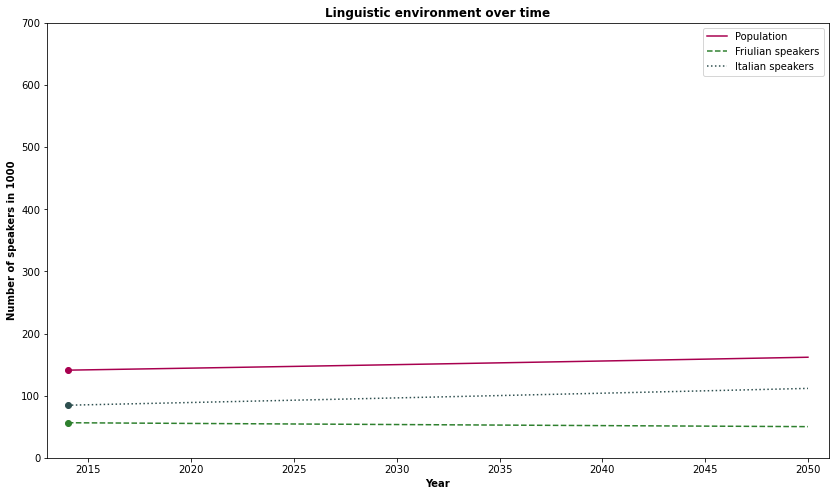 Linguistic environment over time
Population
Friulian speakers
Italian speakers
Number of speakers in 1000
700
600
500
400
300
200
100
0
2015 2020 2025 2030 2035 2040 2045 2050
Year